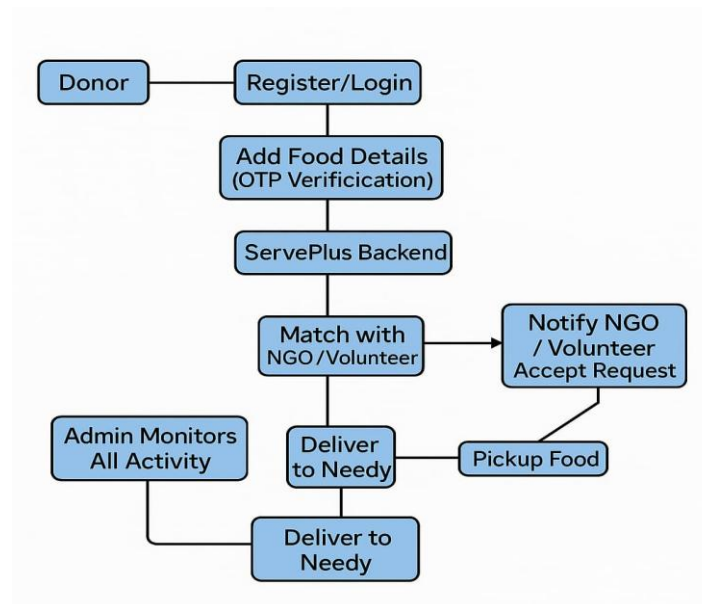 Donor
Register/Login
Add Food Details
(OTP Verificication)
ServePlus Backend
Match with
NGO/Volunteer
Notify NGO
/ Volunteer
Accept Request
Admin Monitors
All Activity
Deliver
to Needy
Pickup Food
Deliver to
Needy